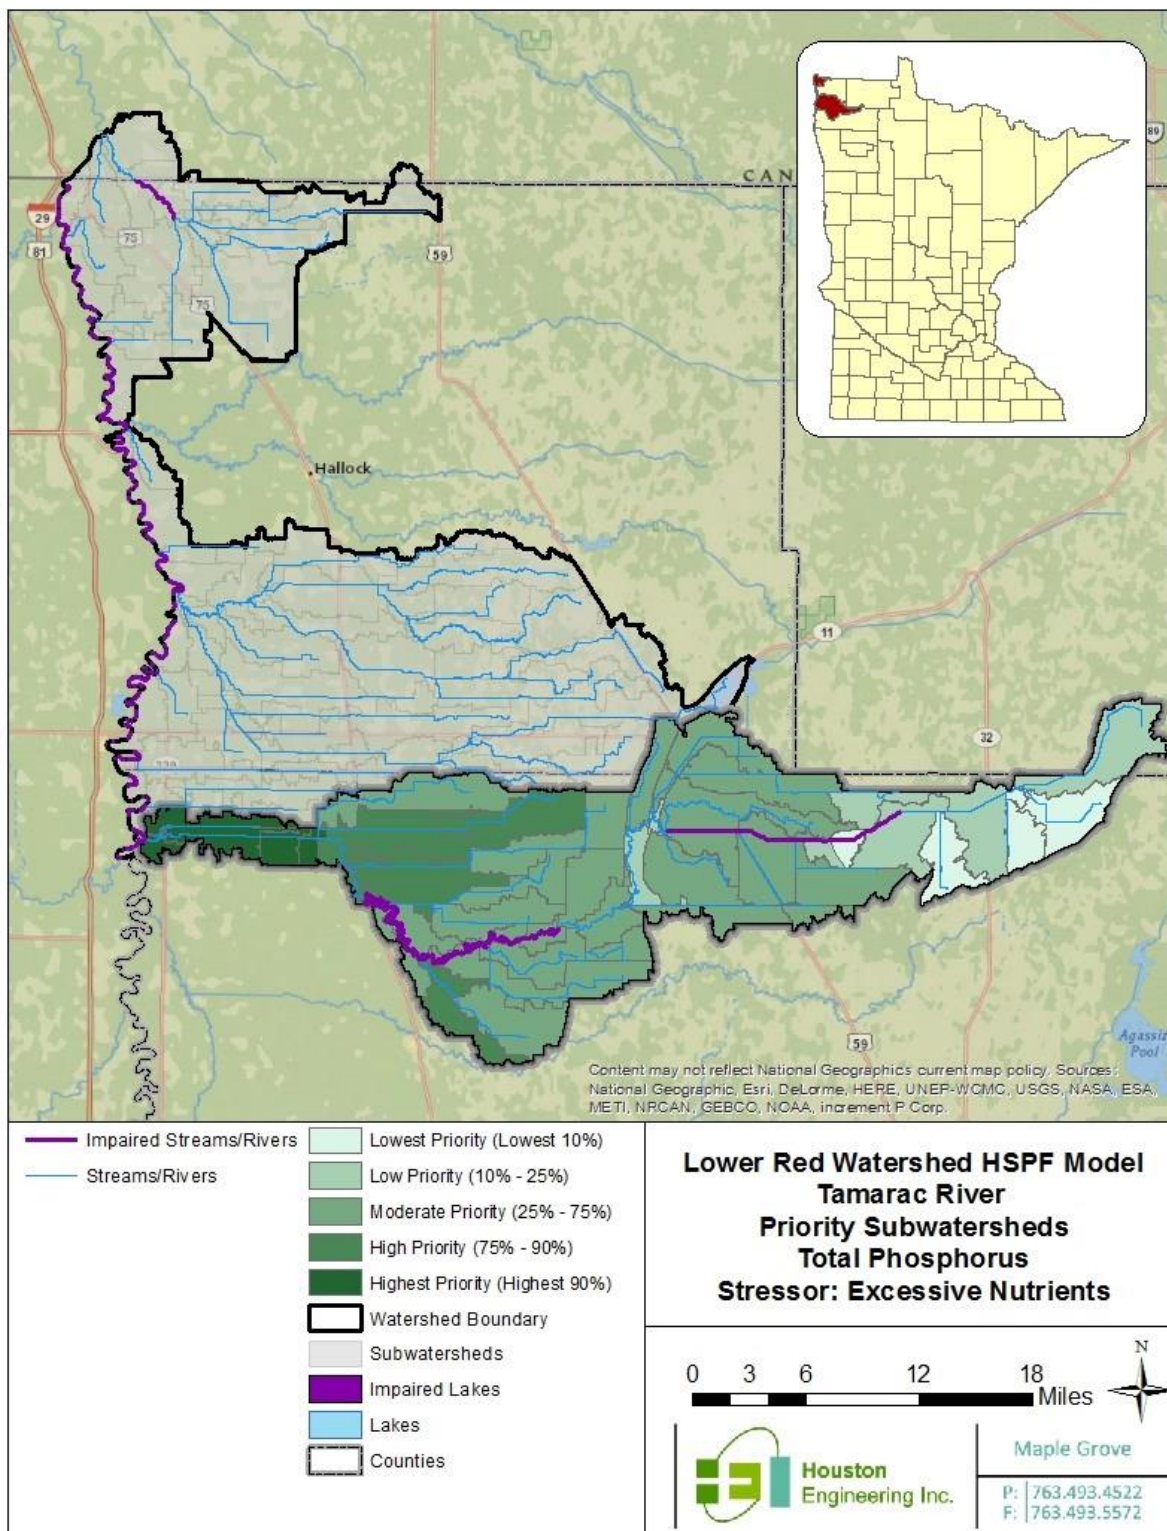 CAN
89
29
81
75
59
75
Hallock
11
32
59
Agassiz
Pool
Content may not reflect National Geographic's current map policy. Sources:
National Geographic, Esri, DeLorme, HERE, UNEP-WCMC, USGS, NASA, ESA,
METI, NRCAN, GEBCO, NOAA, increment P Corp.
Impaired Streams/Rivers
Streams/Rivers
Lowest Priority (Lowest 10%)
Low Priority (10% - 25%)
Moderate Priority (25% - 75%)
High Priority (75% - 90%)
Highest Priority (Highest 90%)
Watershed Boundary
Subwatersheds
Impaired Lakes
Lakes
Counties
Lower Red Watershed HSPF Model
Tamarac River
Priority Subwatersheds
Total Phosphorus
Stressor: Excessive Nutrients
0 3 6 12 18
Miles
N
Houston
Engineering Inc.
Maple Grove
P: 763.493.4522
F: 763.493.5572